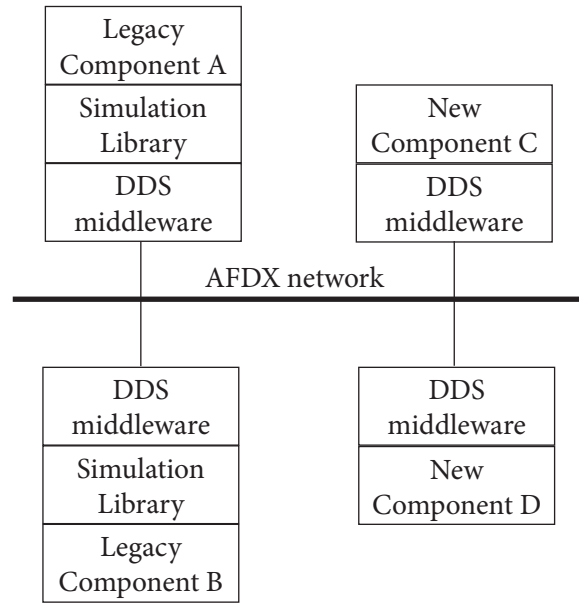 Legacy
Component A
Simulation
Library
DDS
middleware
New
Component C
DDS
middleware
AFDX network
DDS
middleware
Simulation
Library
Legacy
Component B
DDS
middleware
New
Component D